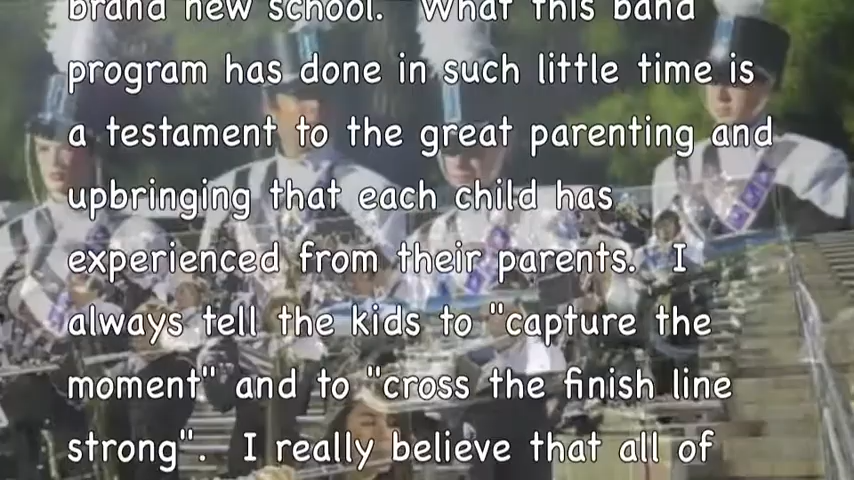 brand new school.  What this band
program has done in such little time is
a testament to the great parenting and
upbringing that each child has
experienced from their parents.  I
always tell the kids to "capture the
moment" and to "cross the finish line
strong".  I really believe that all of